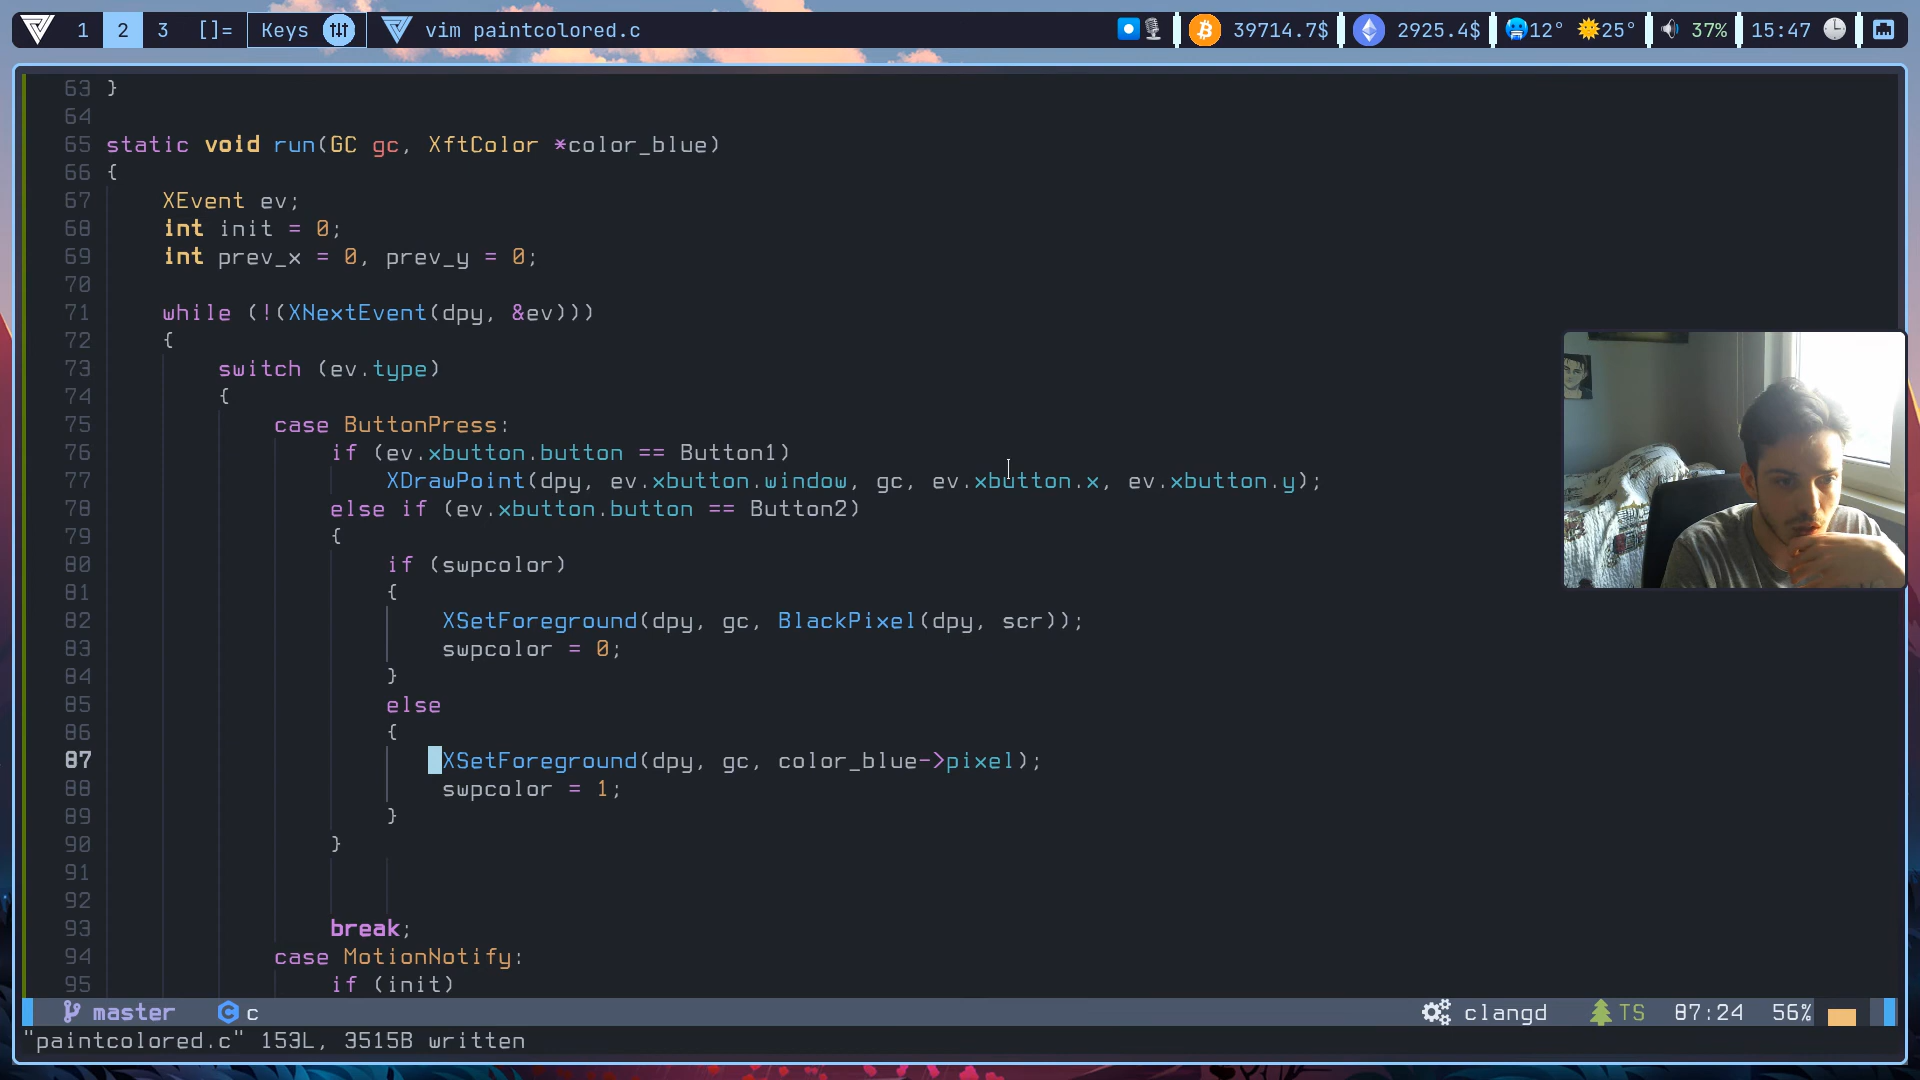 1 2 3 []= Keys vim paintcolored.c 39714.7$ 2925.4$ 12° 25° 37% 15:47
63 }
64
65 static void run(GC gc, XftColor *color_blue)
66 {
67     XEvent ev;
68     int init = 0;
69     int prev_x = 0, prev_y = 0;
70
71     while (!(XNextEvent(dpy, &ev)))
72     {
73         switch (ev.type)
74         {
75             case ButtonPress:
76                 if (ev.xbutton.button == Button1)
77                     XDrawPoint(dpy, ev.xbutton.window, gc, ev.xbutton.x, ev.xbutton.y);
78                 else if (ev.xbutton.button == Button2)
79                 {
80                     if (swpcolor)
81                     {
82                         XSetForeground(dpy, gc, BlackPixel(dpy, scr));
83                         swpcolor = 0;
84                     }
85                     else
86                     {
87                         XSetForeground(dpy, gc, color_blue->pixel);
88                         swpcolor = 1;
89                     }
90                 }
91
92
93                 break;
94             case MotionNotify:
95                 if (init)
master c clangd TS 87:24 56%
"paintcolored.c" 153L, 3515B written